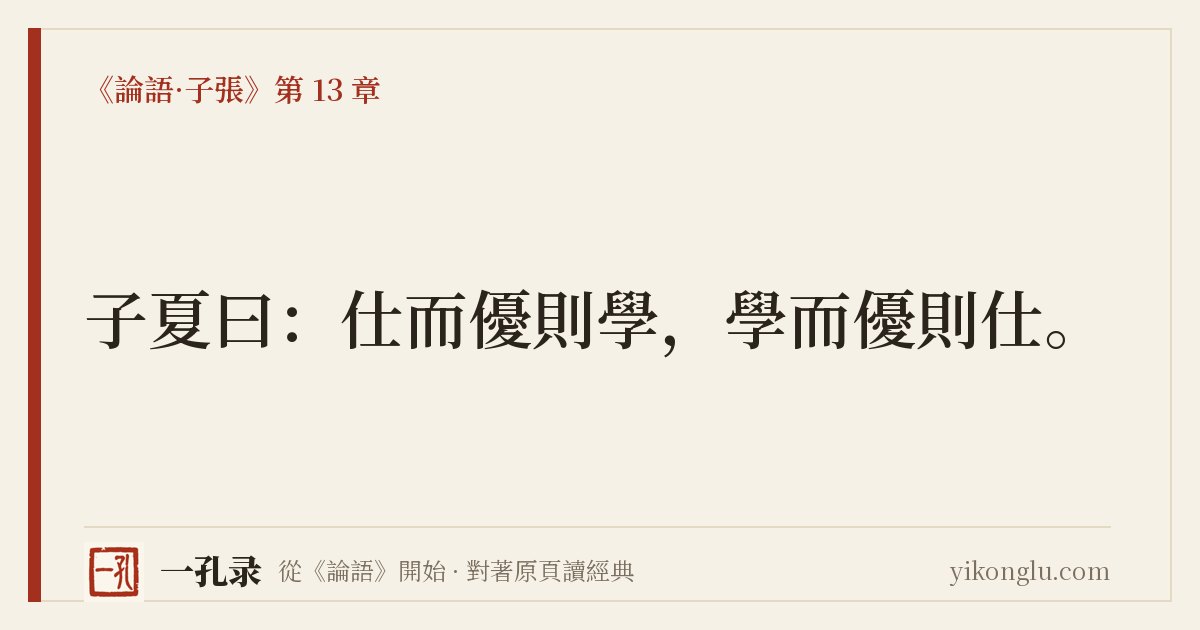 《論語·子張》第 13 章
子夏曰：仕而優則學，學而優則仕。
一孔
一孔录 從《論語》開始 · 對著原頁讀經典 yikonglu.com